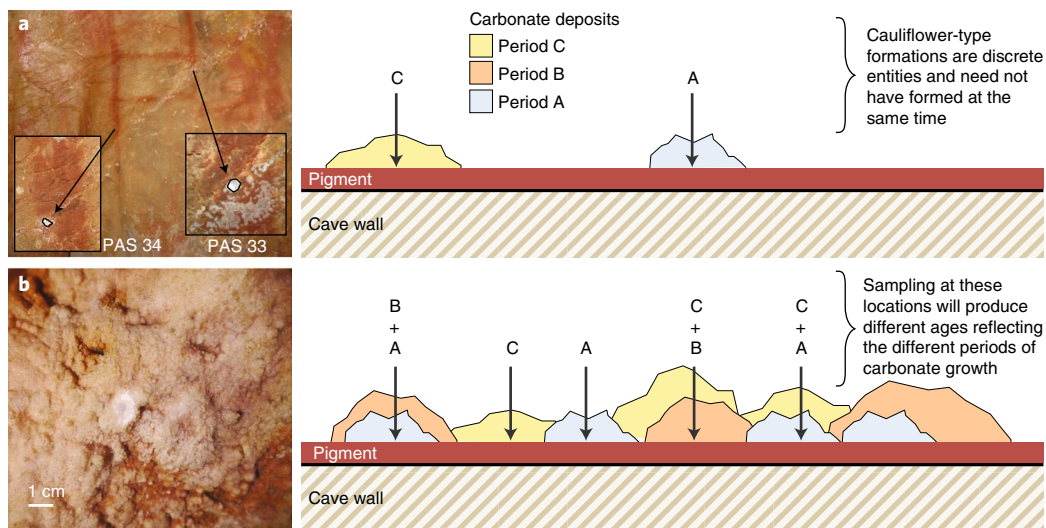 a
PAS 34
PAS 33
Carbonate deposits
Period C
Period B
Period A
C
A
Cauliflower-type
formations are discrete
entities and need not
have formed at the
same time
Pigment
Cave wall
b
1 cm
B
+
A
C
A
C
+
B
C
+
A
Sampling at these
locations will produce
different ages reflecting
the different periods of
carbonate growth
Pigment
Cave wall